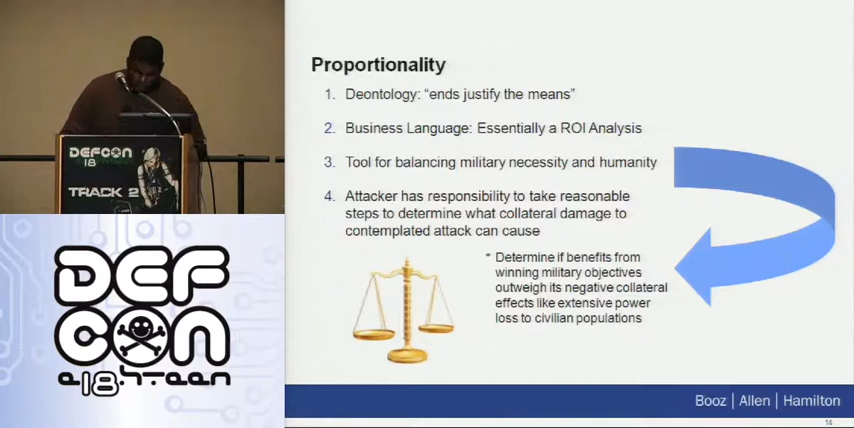 Proportionality
1. Deontology: “ends justify the means”
2. Business Language: Essentially a ROI Analysis
3. Tool for balancing military necessity and humanity
4. Attacker has responsibility to take reasonable
steps to determine what collateral damage to
contemplated attack can cause
* Determine if benefits from
winning military objectives
outweigh its negative collateral
effects like extensive power
loss to civilian populations
Booz | Allen | Hamilton
14
DEFCON
18
TRACK 2
DEF
CON
e18hteen